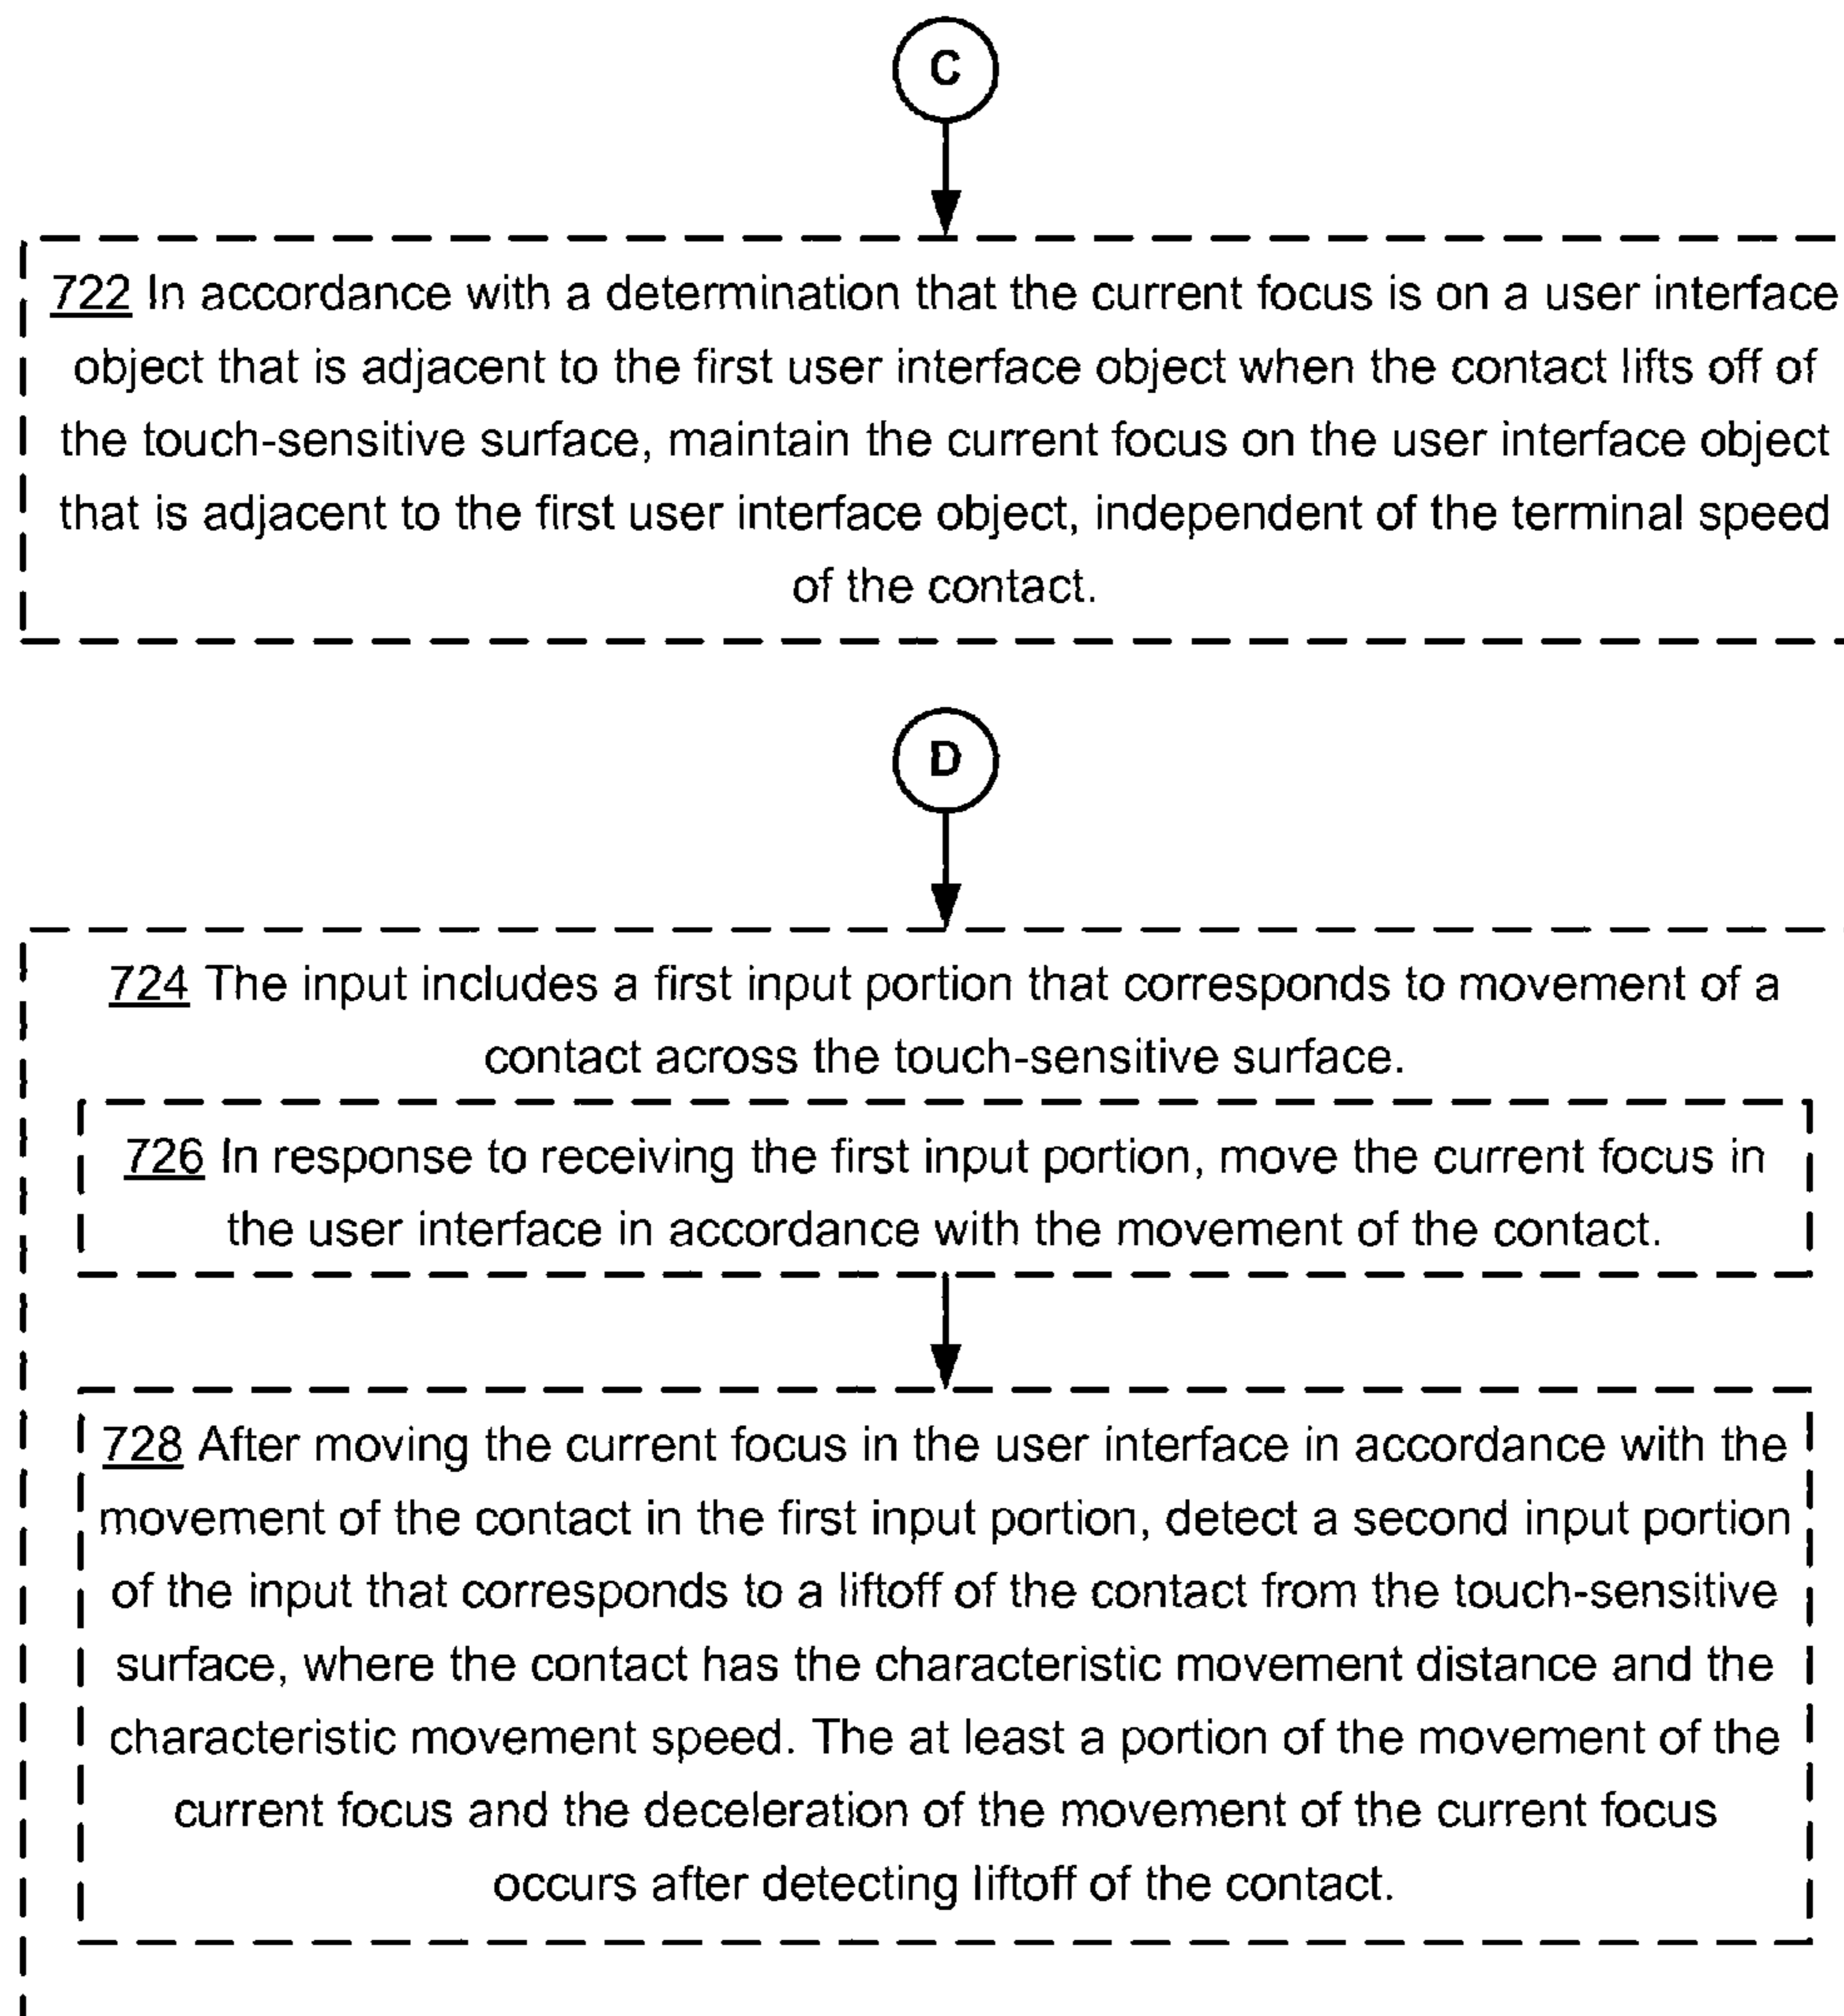 C
722 In accordance with a determination that the current focus is on a user interface
object that is adjacent to the first user interface object when the contact lifts off of
the touch-sensitive surface, maintain the current focus on the user interface object
that is adjacent to the first user interface object, independent of the terminal speed
of the contact.
D
724 The input includes a first input portion that corresponds to movement of a
contact across the touch-sensitive surface.
726 In response to receiving the first input portion, move the current focus in
the user interface in accordance with the movement of the contact.
728 After moving the current focus in the user interface in accordance with the
movement of the contact in the first input portion, detect a second input portion
of the input that corresponds to a liftoff of the contact from the touch-sensitive
surface, where the contact has the characteristic movement distance and the
characteristic movement speed. The at least a portion of the movement of the
current focus and the deceleration of the movement of the current focus
occurs after detecting liftoff of the contact.